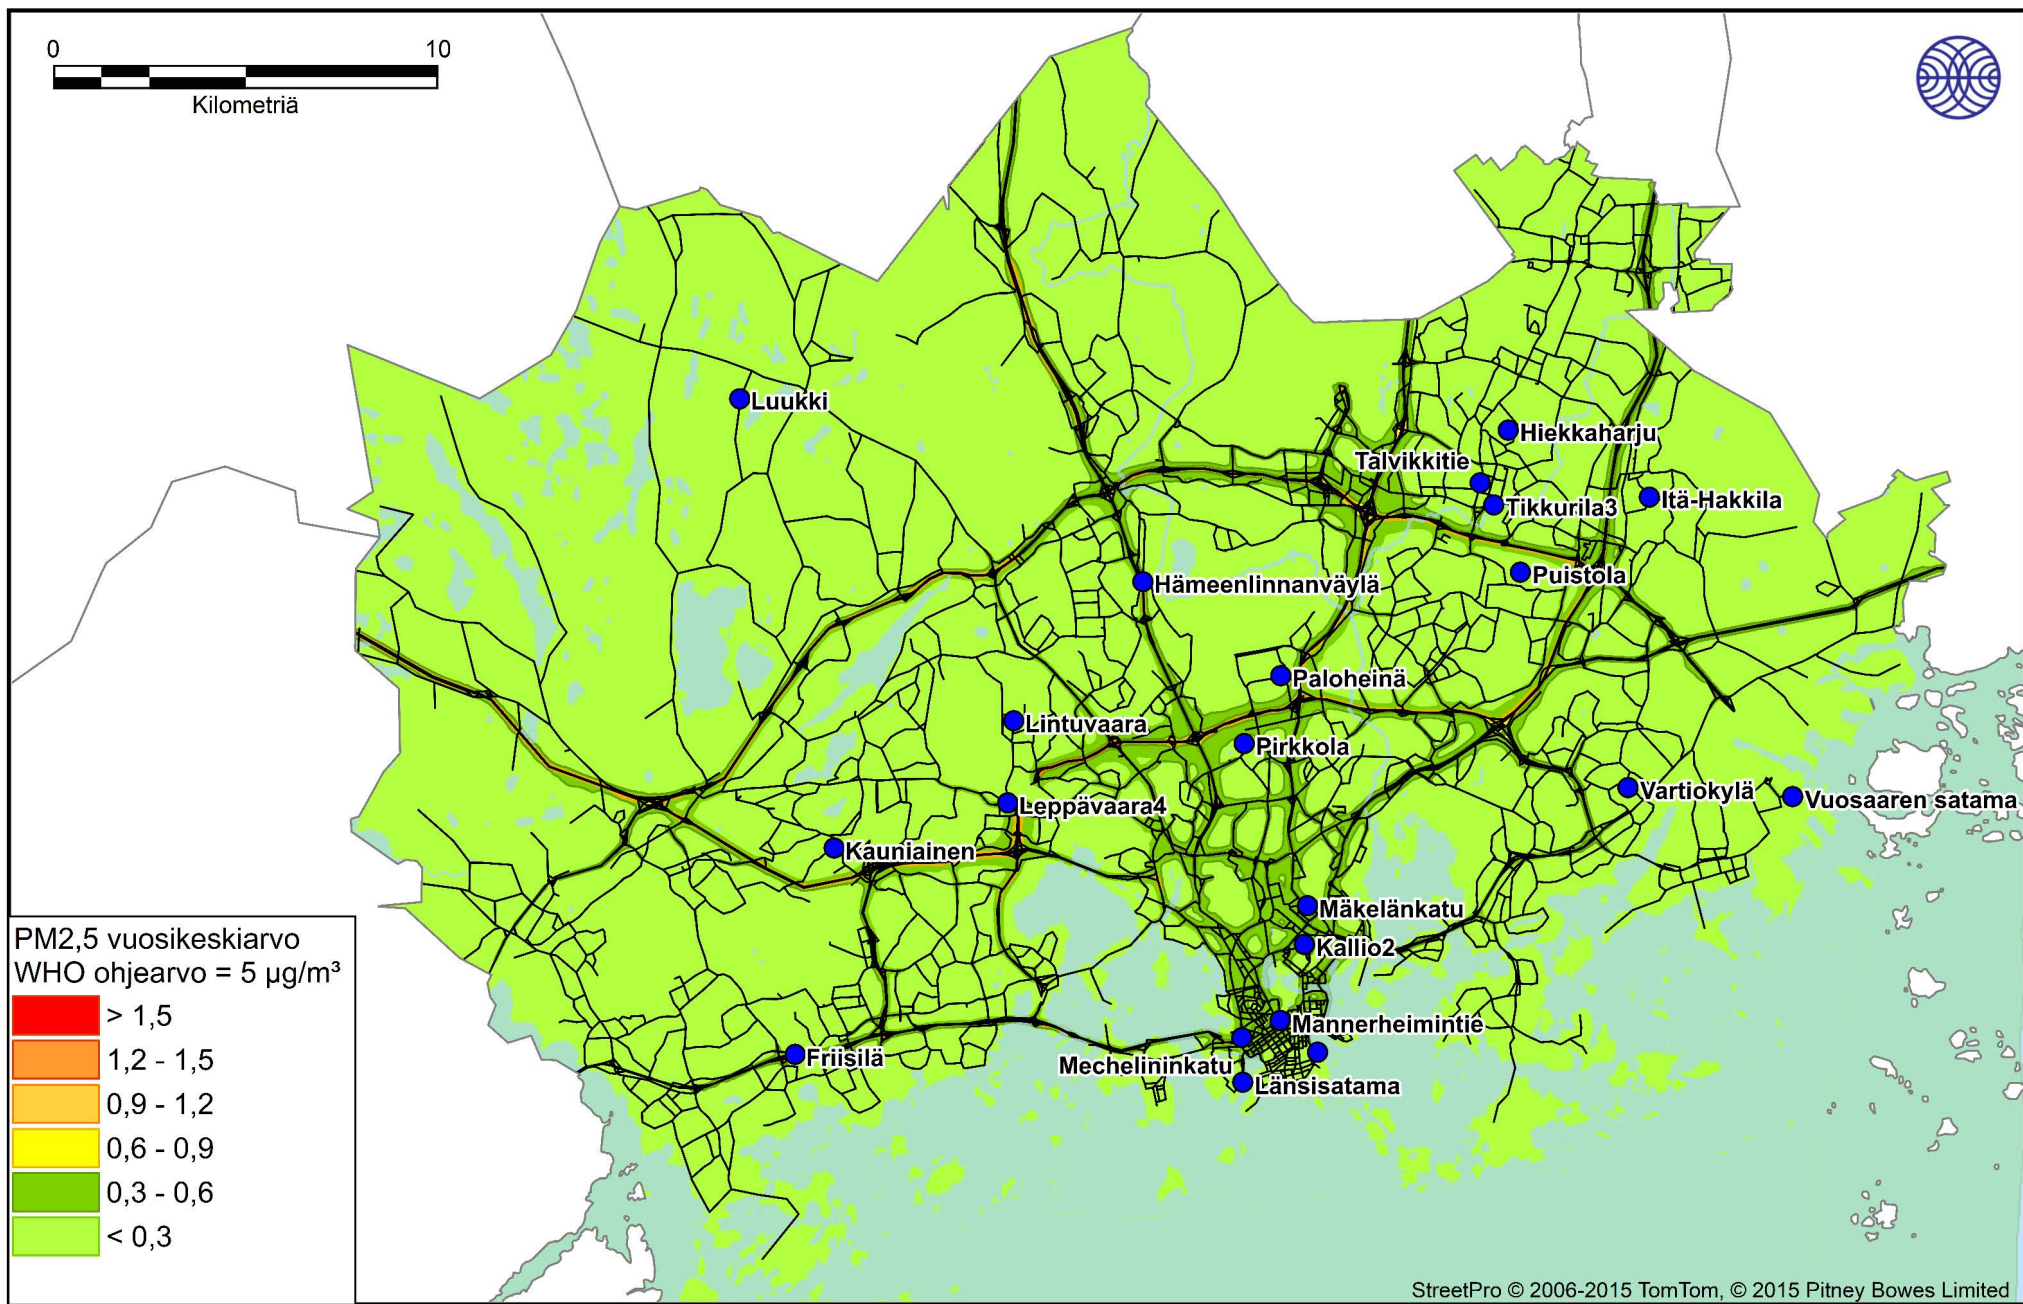 0 10
Kilometriä
Luukki
Hiekkaharju
Talvikkitie
Itä-Hakkila
Tikkurila3
Puistola
Hämeenlinnanväylä
Paloheinä
Lintuvaara
Pirkkola
Vartiokylä
Vuosaaren satama
Leppävaara4
Kauniainen
Mäkelänkatu
Kallio2
Mannerheimintie
Friisilä
Mechelininkatu
Länsisatama
PM2,5 vuosikeskiarvo
WHO ohjearvo = 5 µg/m³
> 1,5
1,2 - 1,5
0,9 - 1,2
0,6 - 0,9
0,3 - 0,6
< 0,3
StreetPro © 2006-2015 TomTom, © 2015 Pitney Bowes Limited